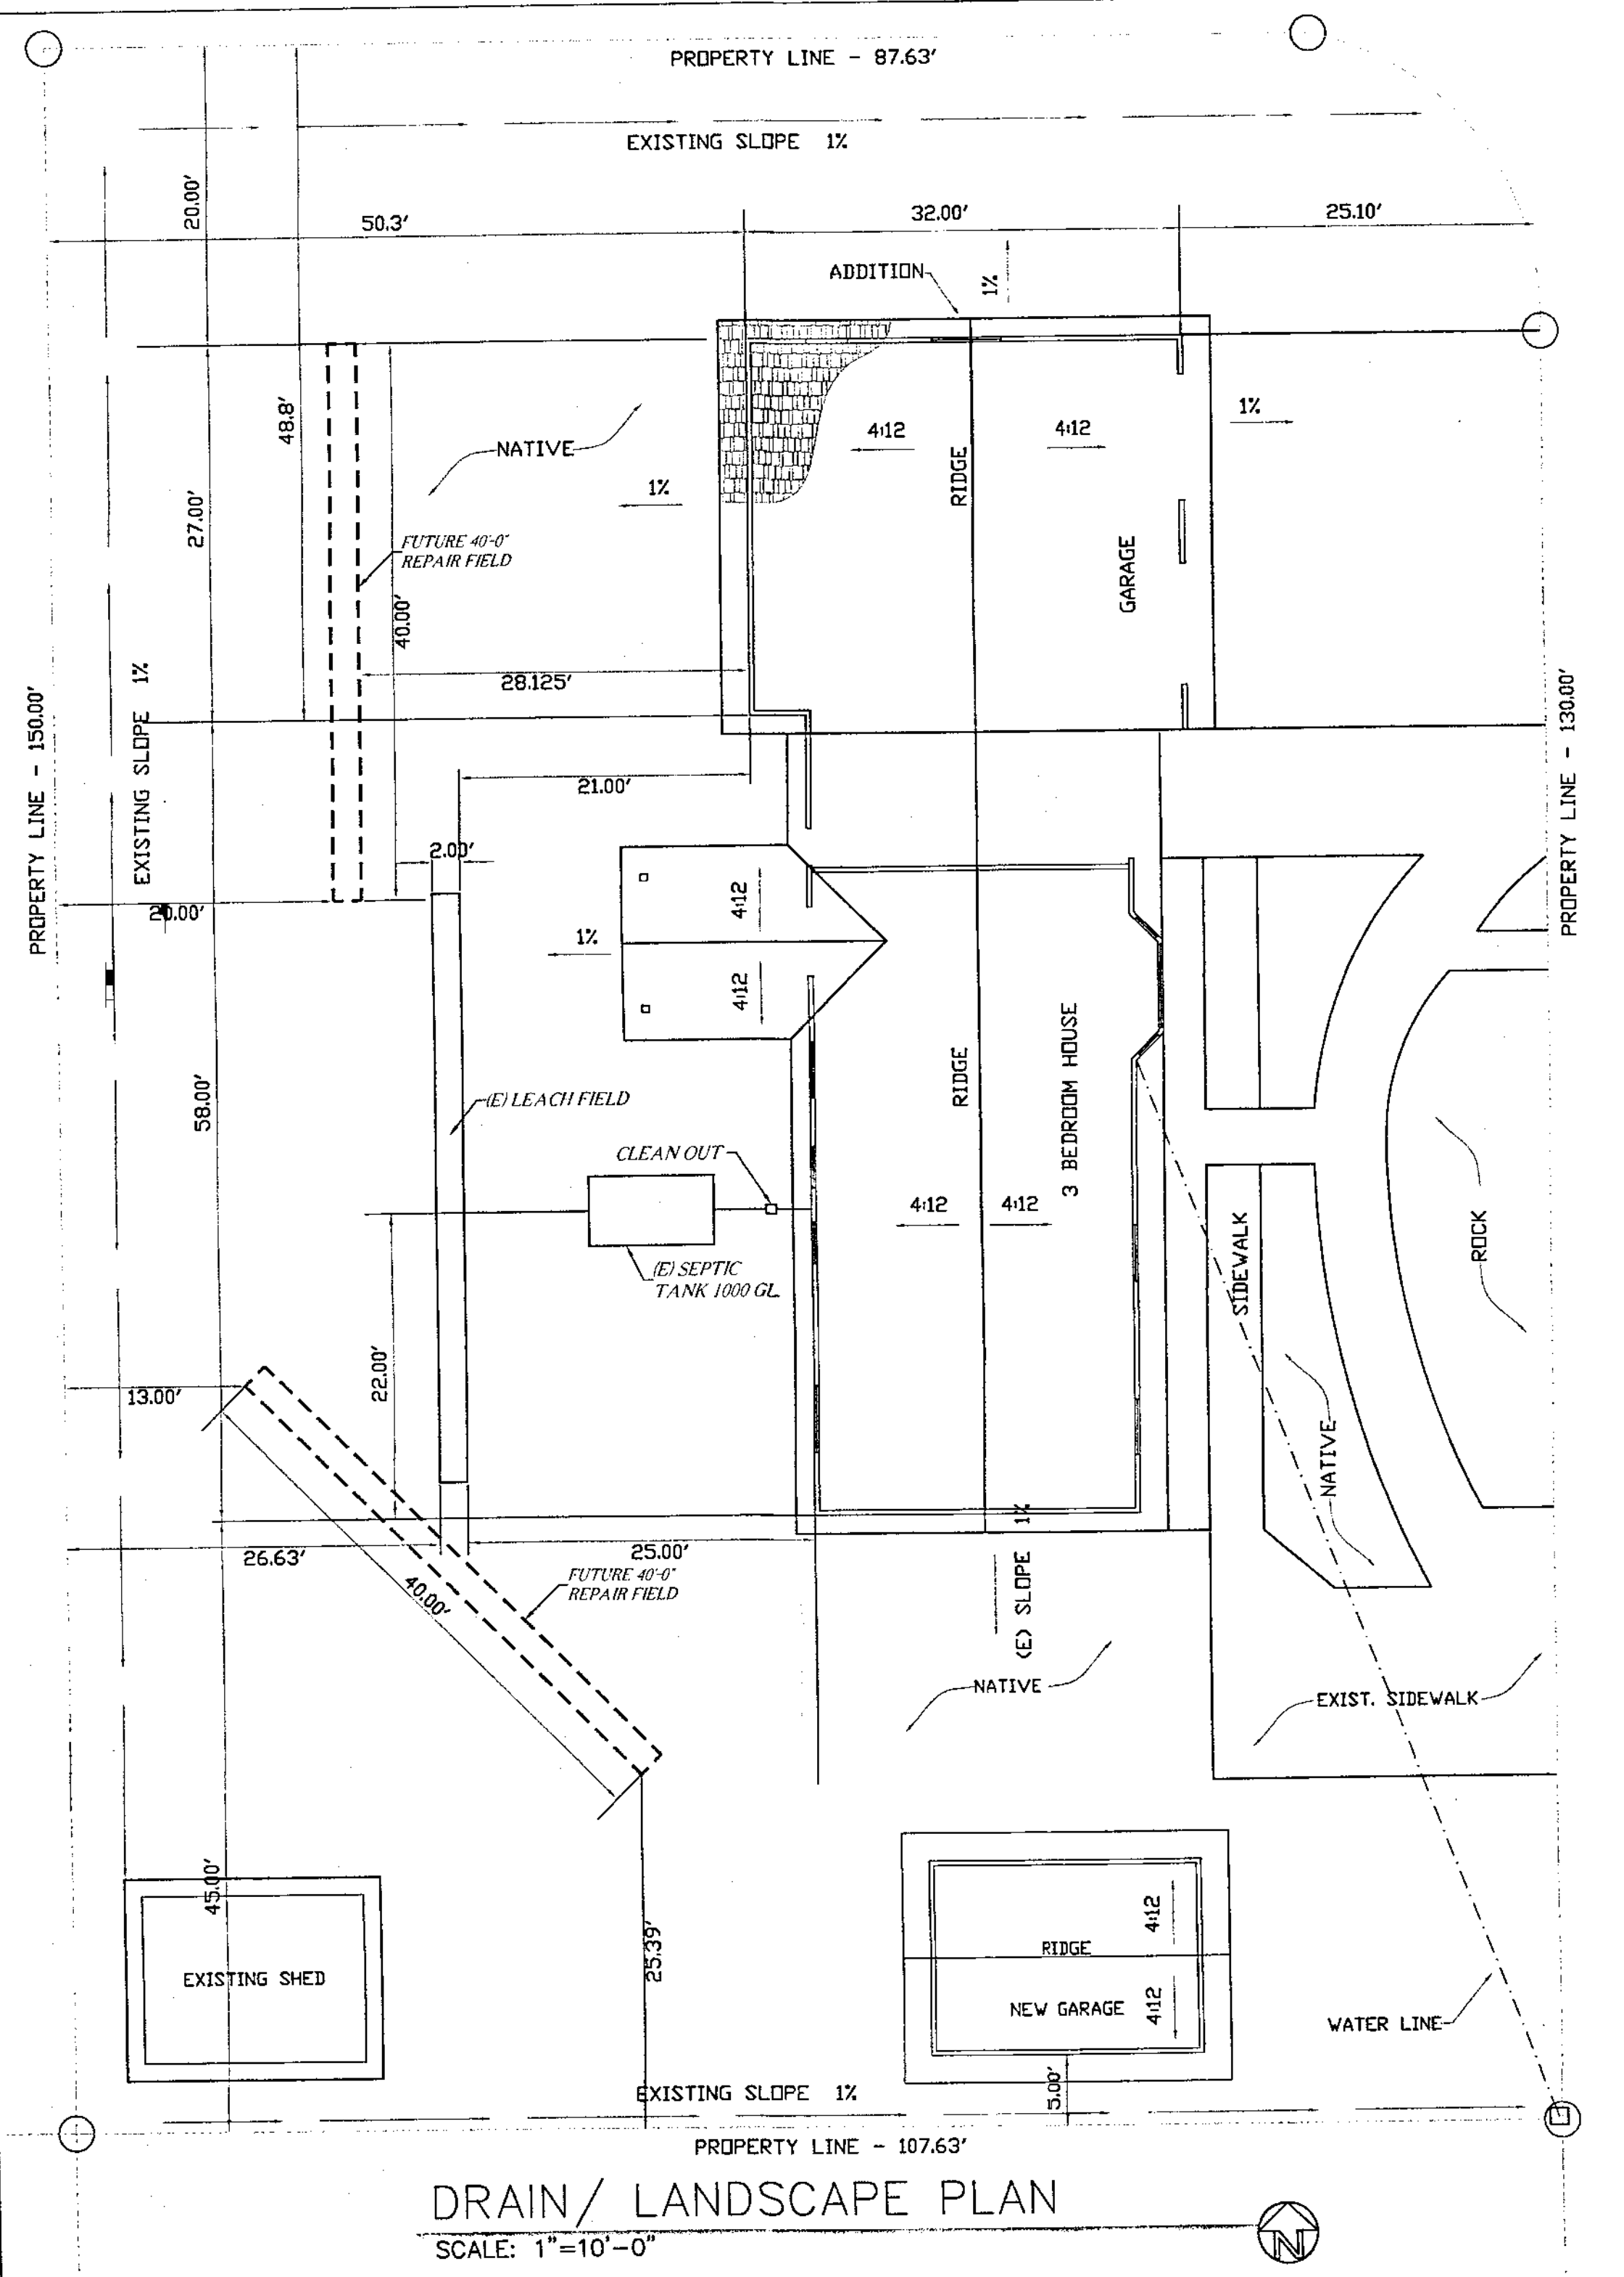 PROPERTY LINE - 87.63'
EXISTING SLOPE 1%
20.00'
50.3'
32.00'
25.10'
ADDITION
1%
48.8'
27.00'
NATIVE
1%
4:12
4:12
RIDGE
GARAGE
1%
FUTURE 40'-0"
REPAIR FIELD
40.00'
28.125'
PROPERTY LINE - 150.00'
EXISTING SLOPE 1%
PROPERTY LINE - 130.00'
21.00'
2.00'
20.00'
1%
4:12
4:12
58.00'
(E) LEACH FIELD
CLEAN OUT
(E) SEPTIC
TANK 1000 GL.
RIDGE
3 BEDROOM HOUSE
4:12
4:12
SIDEWALK
ROCK
NATIVE
22.00'
13.00'
26.63'
25.00'
40.00'
FUTURE 40'-0"
REPAIR FIELD
(E) SLOPE 1%
NATIVE
EXIST. SIDEWALK
45.00'
25.39'
EXISTING SHED
RIDGE
4:12
4:12
NEW GARAGE
WATER LINE
5.00'
EXISTING SLOPE 1%
PROPERTY LINE - 107.63'
DRAIN/ LANDSCAPE PLAN
SCALE: 1"=10'-0"
N